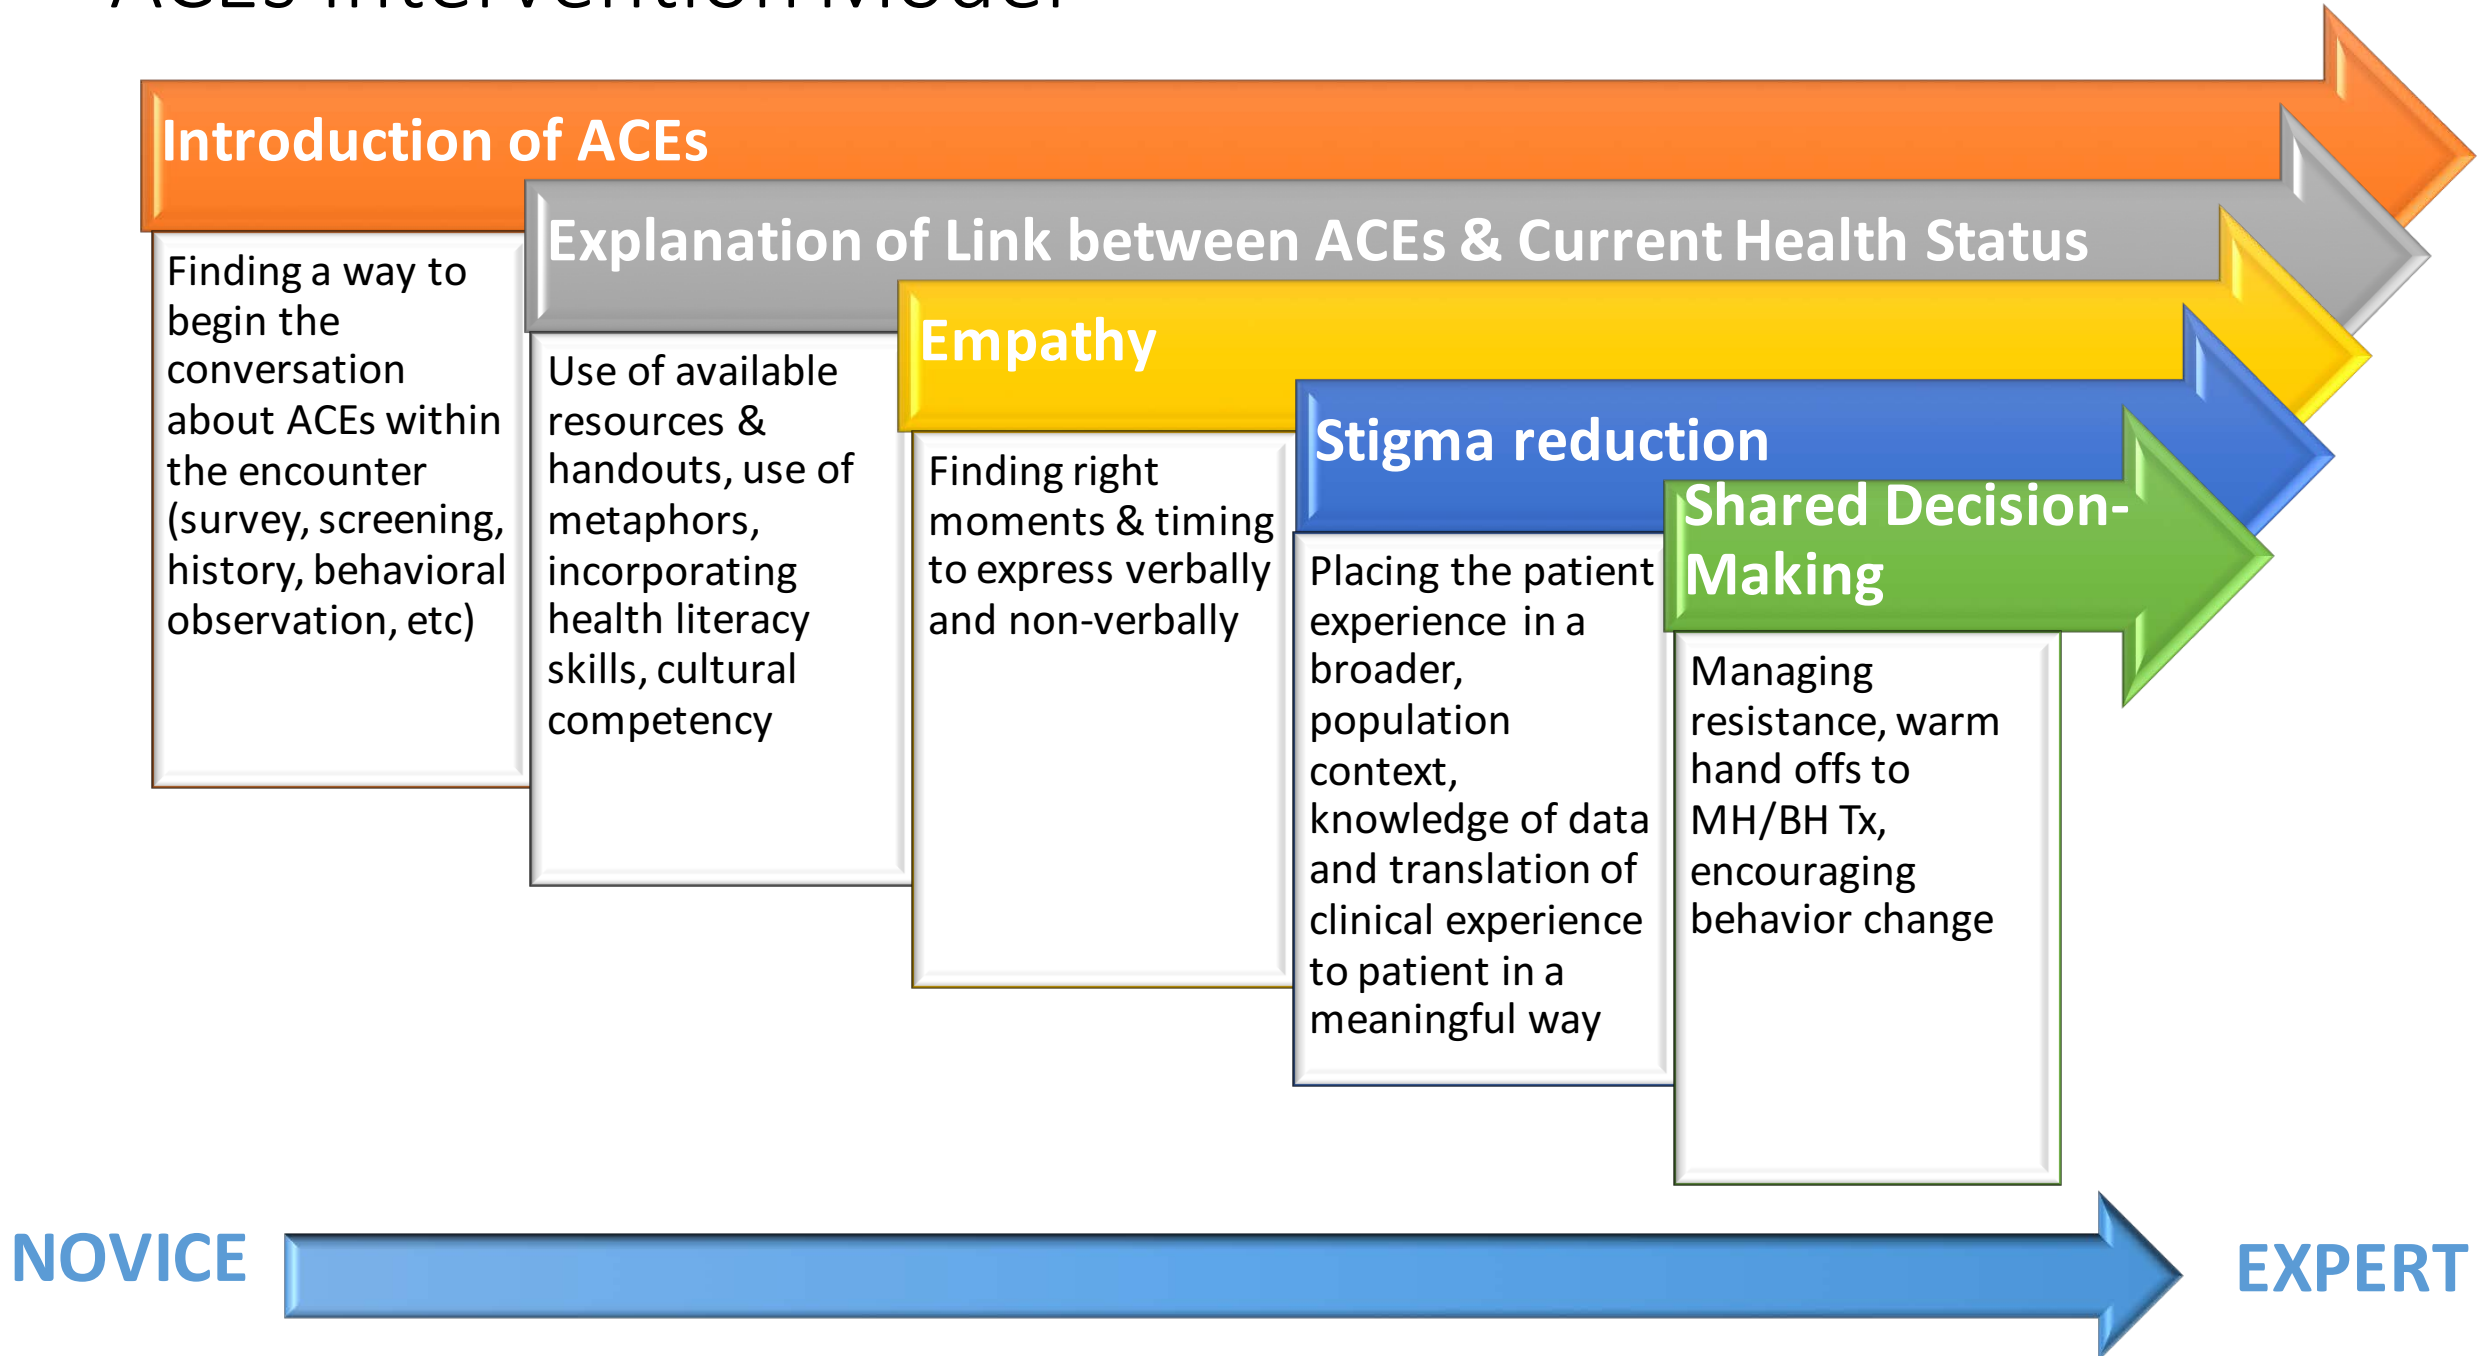 ACEs Intervention Model
Introduction of ACEs
Finding a way to
begin the
conversation
about ACEs within
the encounter
(survey, screening,
history, behavioral
observation, etc)
Explanation of Link between ACEs & Current Health Status
Use of available
resources &
handouts, use of
metaphors,
incorporating
health literacy
skills, cultural
competency
Empathy
Finding right
moments & timing
to express verbally
and non-verbally
Stigma reduction
Placing the patient
experience in a
broader,
population
context,
knowledge of data
and translation of
clinical experience
to patient in a
meaningful way
Shared Decision-
Making
Managing
resistance, warm
hand offs to
MH/BH Tx,
encouraging
behavior change
NOVICE
EXPERT